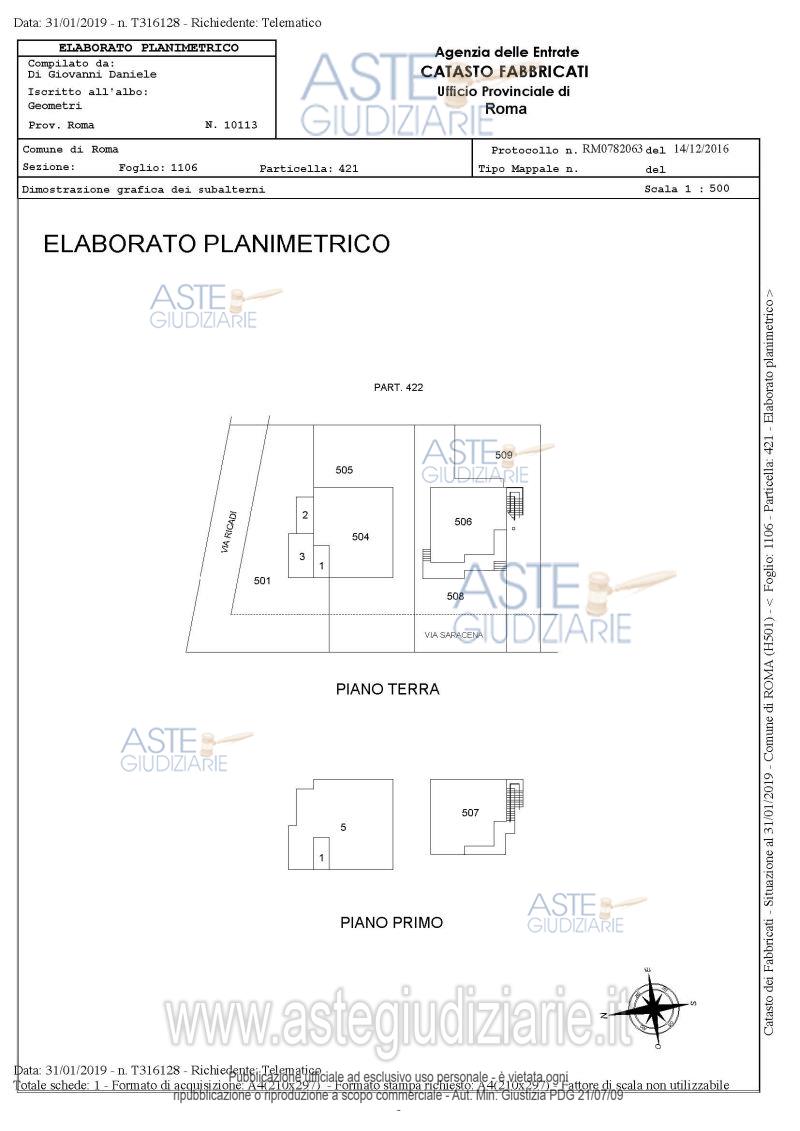 Data: 31/01/2019 - n. T316128 - Richiedente: Telematico
ELABORATO PLANIMETRICO
Compilato da:
Di Giovanni Daniele
Iscritto all'albo:
Geometri
Prov. Roma N. 10113
Agenzia delle Entrate
CATASTO FABBRICATI
Ufficio Provinciale di
Roma
ASTE
GIUDIZIARIE
Comune di Roma
Sezione: Foglio: 1106 Particella: 421
Protocollo n. RM0782063 del 14/12/2016
Tipo Mappale n. del
Dimostrazione grafica dei subalterni Scala 1 : 500
ELABORATO PLANIMETRICO
ASTE
GIUDIZIARIE
PART. 422
ASTE
GIUDIZIARIE
509
505
2
506
504
VIA RICADI
3
1
501
508
ASTE
GIUDIZIARIE
VIA SARACENA
PIANO TERRA
ASTE
GIUDIZIARIE
507
5
1
PIANO PRIMO
ASTE
GIUDIZIARIE
E
S
N
O
www.astegiudiziarie.it
Catasto dei Fabbricati - Situazione al 31/01/2019 - Comune di ROMA (H501) - < Foglio: 1106 - Particella: 421 - Elaborato planimetrico >
Data: 31/01/2019 - n. T316128 - Richiedente: Telematico
Totale schede: 1 - Formato di acquisizione: A4(210x297) - Formato stampa richiesto: A4(210x297) - Fattore di scala non utilizzabile
Pubblicazione ufficiale ad esclusivo uso personale - è vietata ogni
ripubblicazione o riproduzione a scopo commerciale - Aut. Min. Giustizia PDG 21/07/09